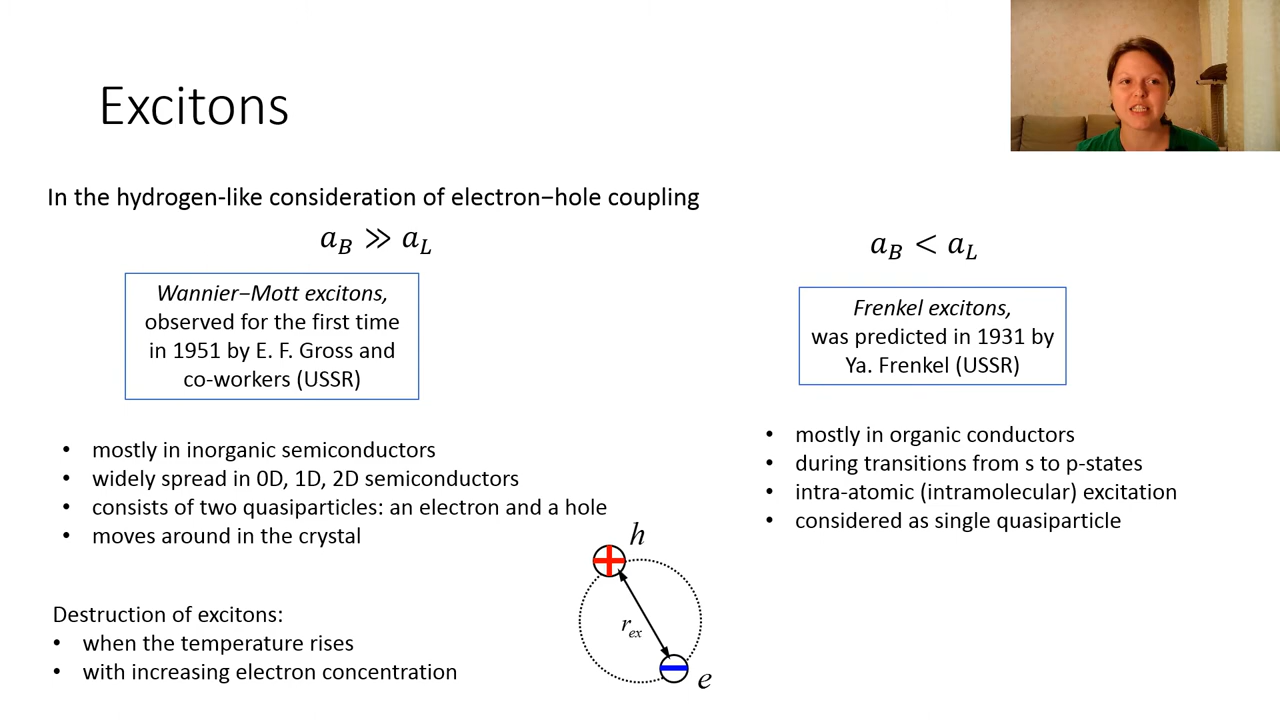 Excitons
In the hydrogen-like consideration of electron−hole coupling
a_B ≫ a_L
Wannier−Mott excitons,
observed for the first time
in 1951 by E. F. Gross and
co-workers (USSR)
• mostly in inorganic semiconductors
• widely spread in 0D, 1D, 2D semiconductors
• consists of two quasiparticles: an electron and a hole
• moves around in the crystal
Destruction of excitons:
• when the temperature rises
• with increasing electron concentration
h
r_ex
e
a_B < a_L
Frenkel excitons,
was predicted in 1931 by
Ya. Frenkel (USSR)
• mostly in organic conductors
• during transitions from s to p-states
• intra-atomic (intramolecular) excitation
• considered as single quasiparticle